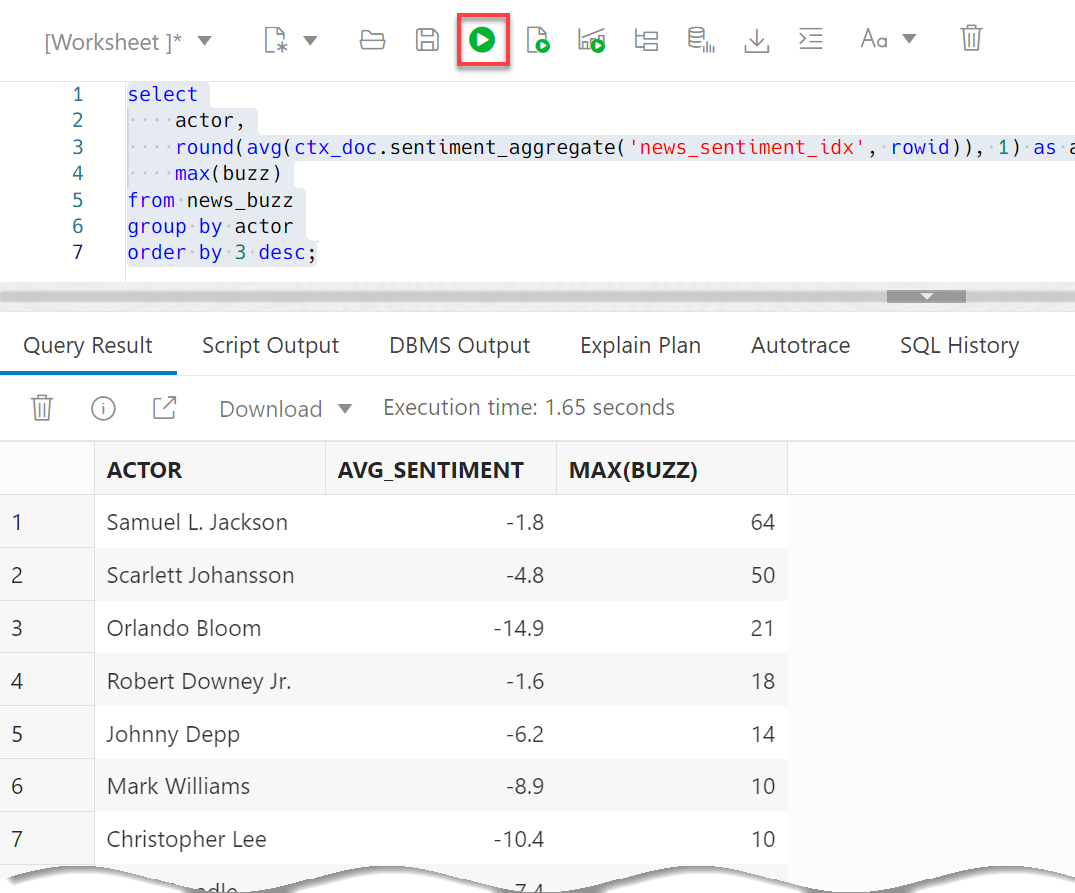 [Worksheet ]*
Aa
1 select
2 actor,
3 round(avg(ctx_doc.sentiment_aggregate('news_sentiment_idx', rowid)), 1) as
4 max(buzz)
5 from news_buzz
6 group by actor
7 order by 3 desc;
Query Result Script Output DBMS Output Explain Plan Autotrace SQL History
Download Execution time: 1.65 seconds
ACTOR AVG_SENTIMENT MAX(BUZZ)
1 Samuel L. Jackson -1.8 64
2 Scarlett Johansson -4.8 50
3 Orlando Bloom -14.9 21
4 Robert Downey Jr. -1.6 18
5 Johnny Depp -6.2 14
6 Mark Williams -8.9 10
7 Christopher Lee -10.4 10